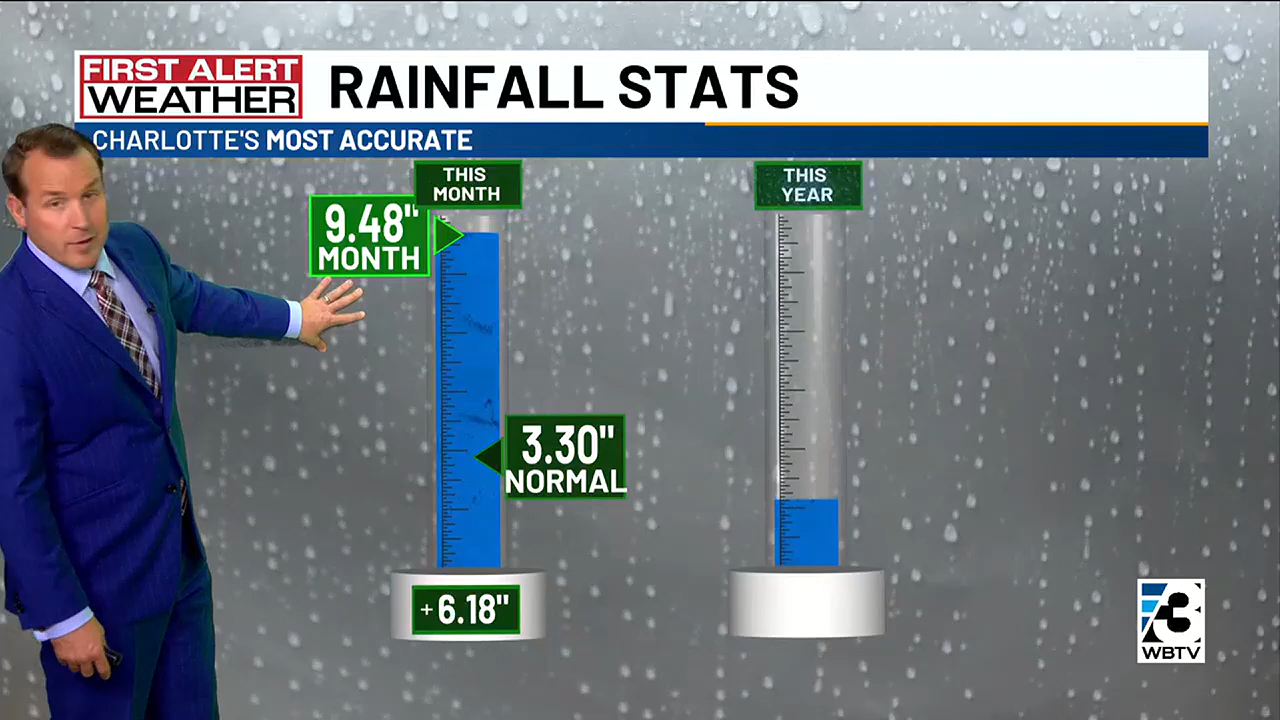 FIRST ALERT
WEATHER
RAINFALL STATS
CHARLOTTE'S MOST ACCURATE
THIS
MONTH
THIS
YEAR
9.48"
MONTH
3.30"
NORMAL
+6.18"
3
WBTV